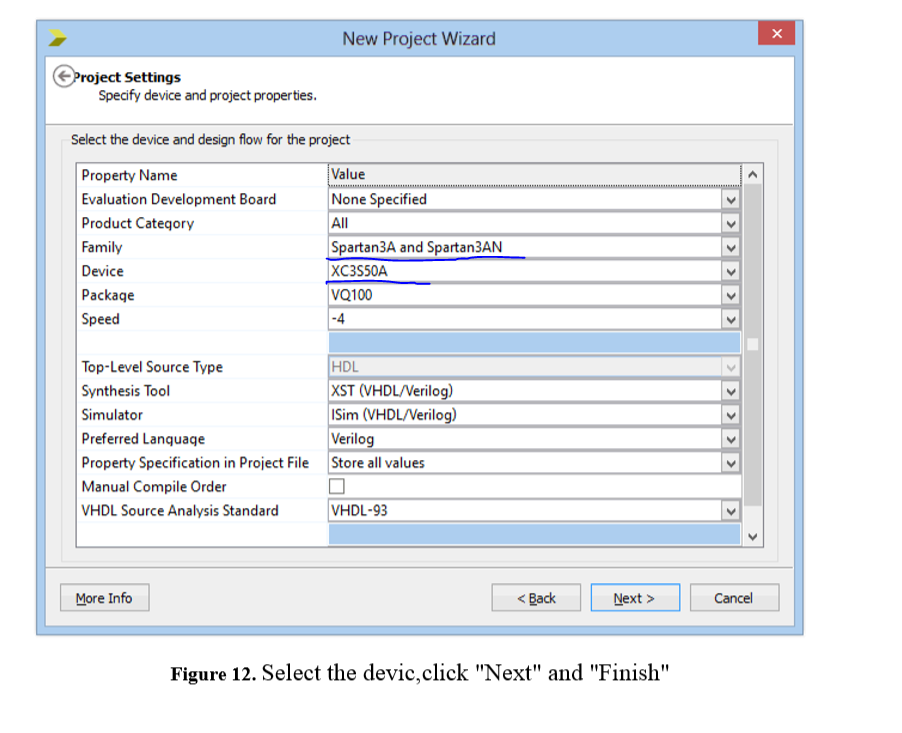 New Project Wizard
Project Settings
Specify device and project properties.
Select the device and design flow for the project
Property Name Value
Evaluation Development Board None Specified
Product Category All
Family Spartan3A and Spartan3AN
Device XC3S50A
Package VQ100
Speed -4
Top-Level Source Type HDL
Synthesis Tool XST (VHDL/Verilog)
Simulator ISim (VHDL/Verilog)
Preferred Language Verilog
Property Specification in Project File Store all values
Manual Compile Order
VHDL Source Analysis Standard VHDL-93
More Info < Back Next > Cancel
Figure 12. Select the devic,click "Next" and "Finish"